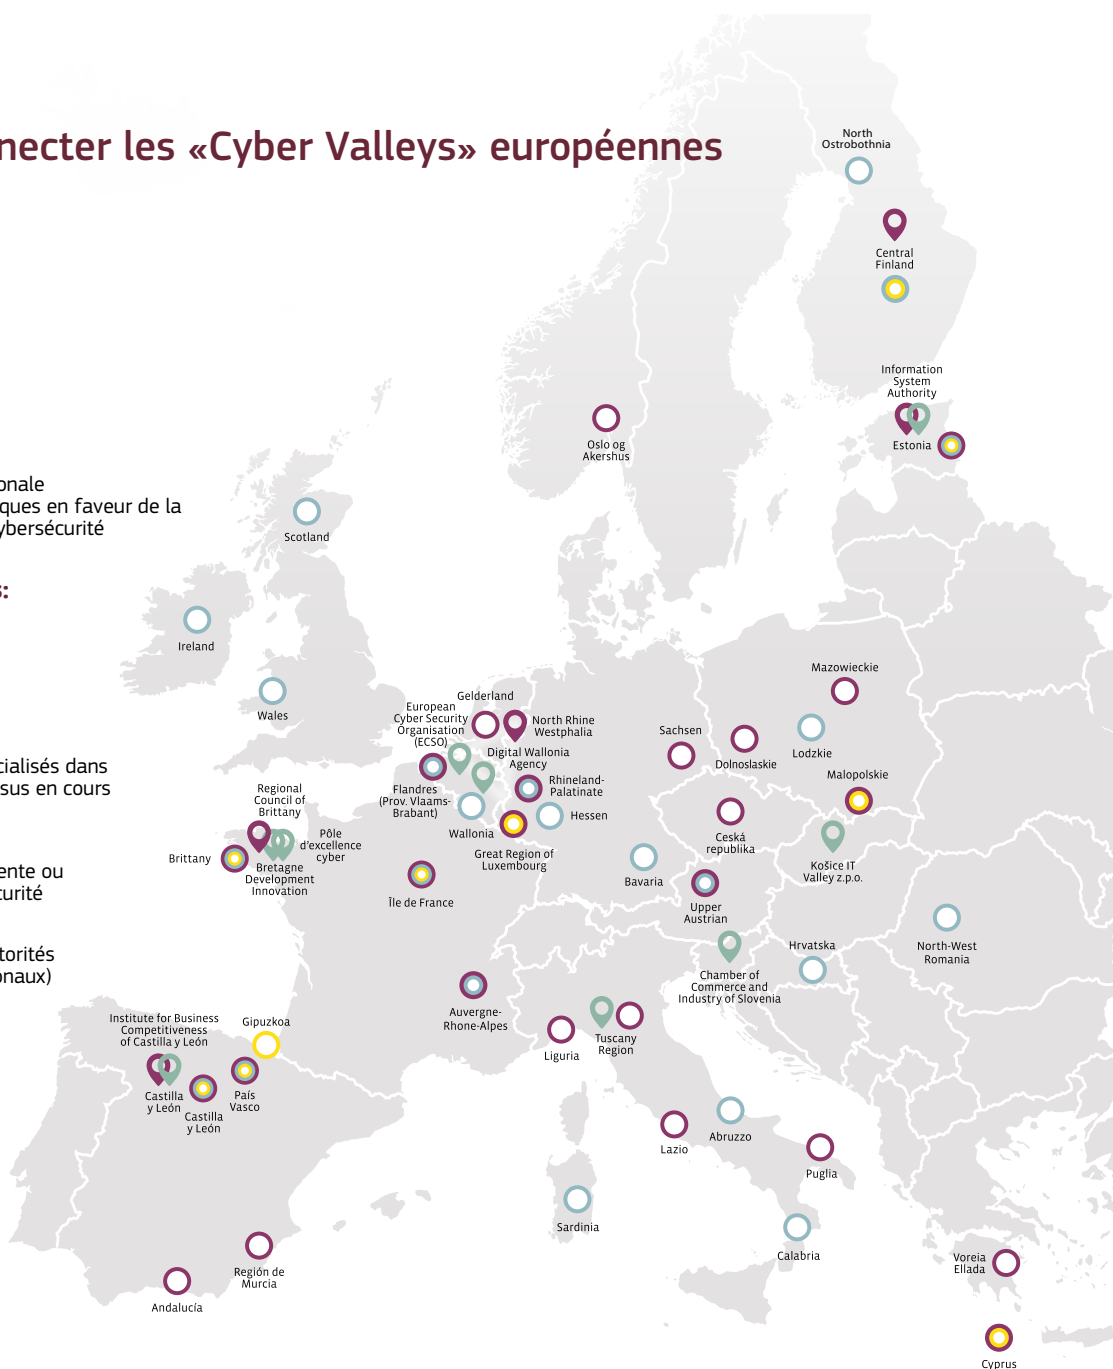 necter les «Cyber Valleys» européennes
onale
ques en faveur de la
ybersécurité
s:
cialisés dans
sus en cours
ente ou
curité
torités
onaux)
North
Ostrobothnia
Central
Finland
Information
System
Authority
Estonia
Oslo og
Akershus
Scotland
Ireland
Wales
Gelderland
European
Cyber Security
Organisation
(ECSO)
North Rhine
Westphalia
Digital Wallonia
Agency
Flandres
(Prov. Vlaams-
Brabant)
Rhineland-
Palatinate
Hessen
Wallonia
Great Region of
Luxembourg
Mazowieckie
Sachsen
Dolnoslaskie
Lodzkie
Malopolskie
Ceská
republika
Košice IT
Valley z.p.o.
Regional
Council of
Brittany
Pôle
d'excellence
cyber
Brittany
Bretagne
Development
Innovation
Île de France
Bavaria
Upper
Austrian
North-West
Romania
Hrvatska
Chamber of
Commerce and
Industry of Slovenia
Auvergne-
Rhone-Alpes
Liguria
Tuscany
Region
Institute for Business
Competitiveness
of Castilla y León
Gipuzkoa
Castilla
y León
Castilla
y León
País
Vasco
Lazio
Abruzzo
Puglia
Sardinia
Calabria
Región de
Murcia
Andalucía
Voreia
Ellada
Cyprus